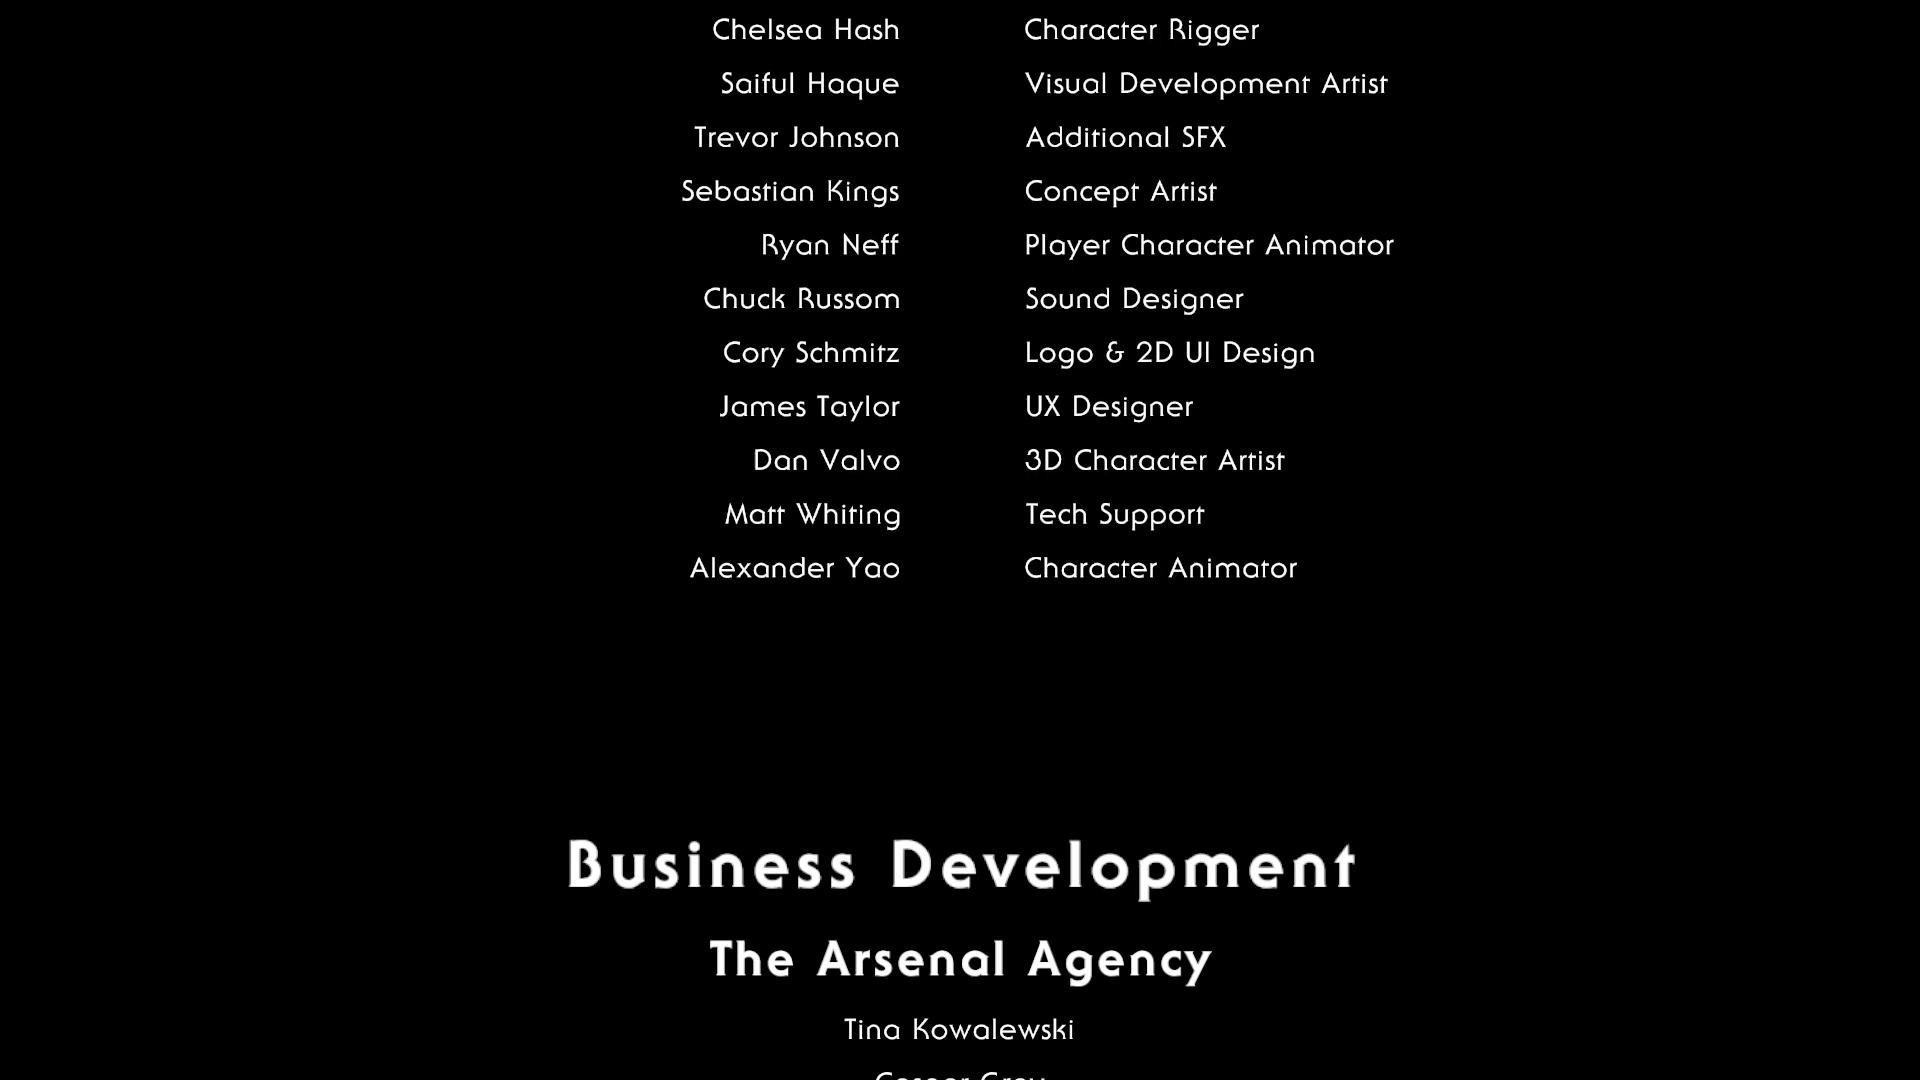 Chelsea Hash Character Rigger
Saiful Haque Visual Development Artist
Trevor Johnson Additional SFX
Sebastian Kings Concept Artist
Ryan Neff Player Character Animator
Chuck Russom Sound Designer
Cory Schmitz Logo & 2D UI Design
James Taylor UX Designer
Dan Valvo 3D Character Artist
Matt Whiting Tech Support
Alexander Yao Character Animator
Business Development
The Arsenal Agency
Tina Kowalewski